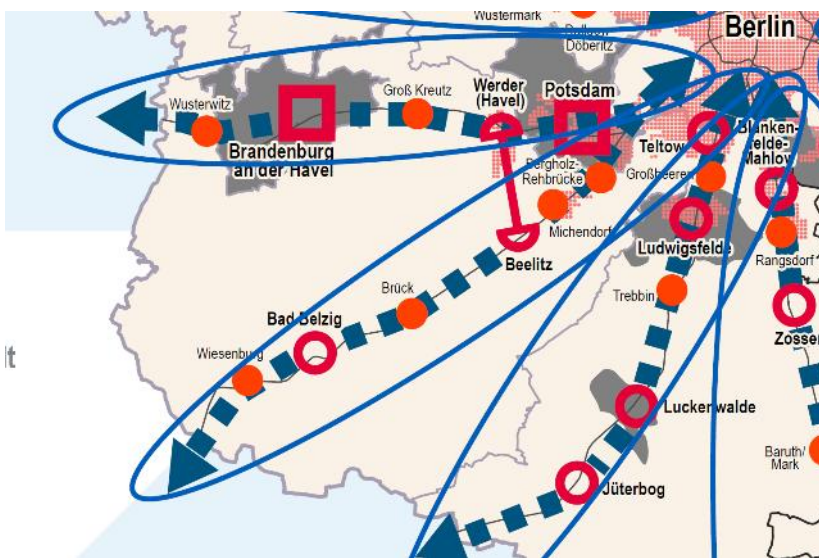 Wustermark
Dallgow-
Döberitz
Berlin
Wusterwitz
Groß Kreutz
Werder
(Havel)
Potsdam
Brandenburg
an der Havel
Teltow
Blanken-
felde-
Mahlow
Bergholz-
Rehbrücke
Großbeeren
Michendorf
Ludwigsfelde
Rangsdorf
Beelitz
Brück
Trebbin
Bad Belzig
Zossen
lt
Wiesenburg
Luckenwalde
Baruth/
Mark
Jüterbog